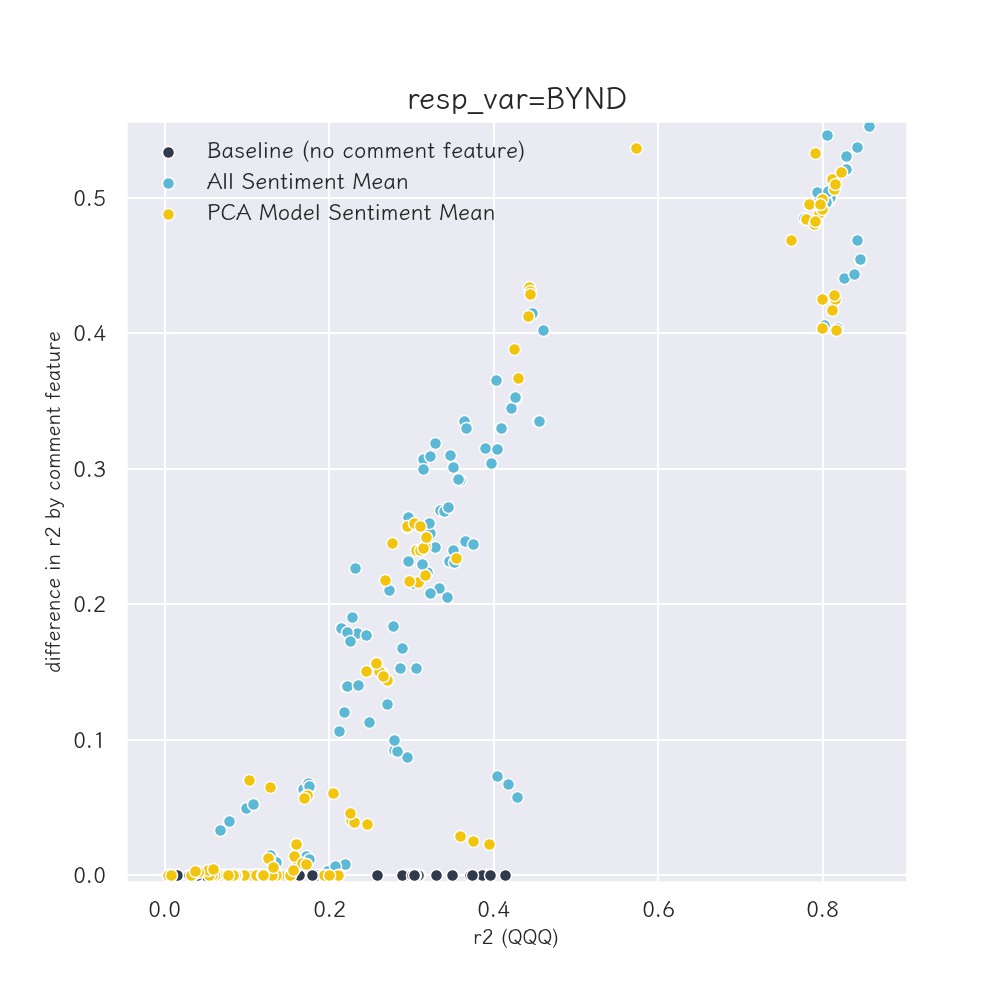 resp_var=BYND
Baseline (no comment feature)
All Sentiment Mean
PCA Model Sentiment Mean
difference in r2 by comment feature
0.5
0.4
0.3
0.2
0.1
0.0
0.0 0.2 0.4 0.6 0.8
r2 (QQQ)